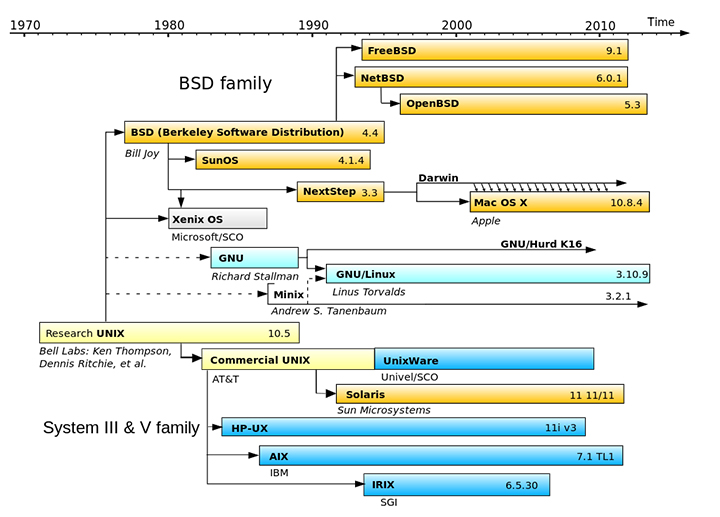 1970 1980 1990 2000 2010 Time
FreeBSD 9.1
BSD family
NetBSD 6.0.1
OpenBSD 5.3
BSD (Berkeley Software Distribution) 4.4
Bill Joy
SunOS 4.1.4
Darwin
NextStep 3.3
Mac OS X 10.8.4
Apple
Xenix OS
Microsoft/SCO
GNU/Hurd K16
GNU
Richard Stallman
GNU/Linux 3.10.9
Linus Torvalds
Minix 3.2.1
Andrew S. Tanenbaum
Research UNIX 10.5
Bell Labs: Ken Thompson,
Dennis Ritchie, et al.
Commercial UNIX
AT&T
UnixWare
Univel/SCO
Solaris 11 11/11
Sun Microsystems
System III & V family
HP-UX 11i v3
AIX 7.1 TL1
IBM
IRIX 6.5.30
SGI